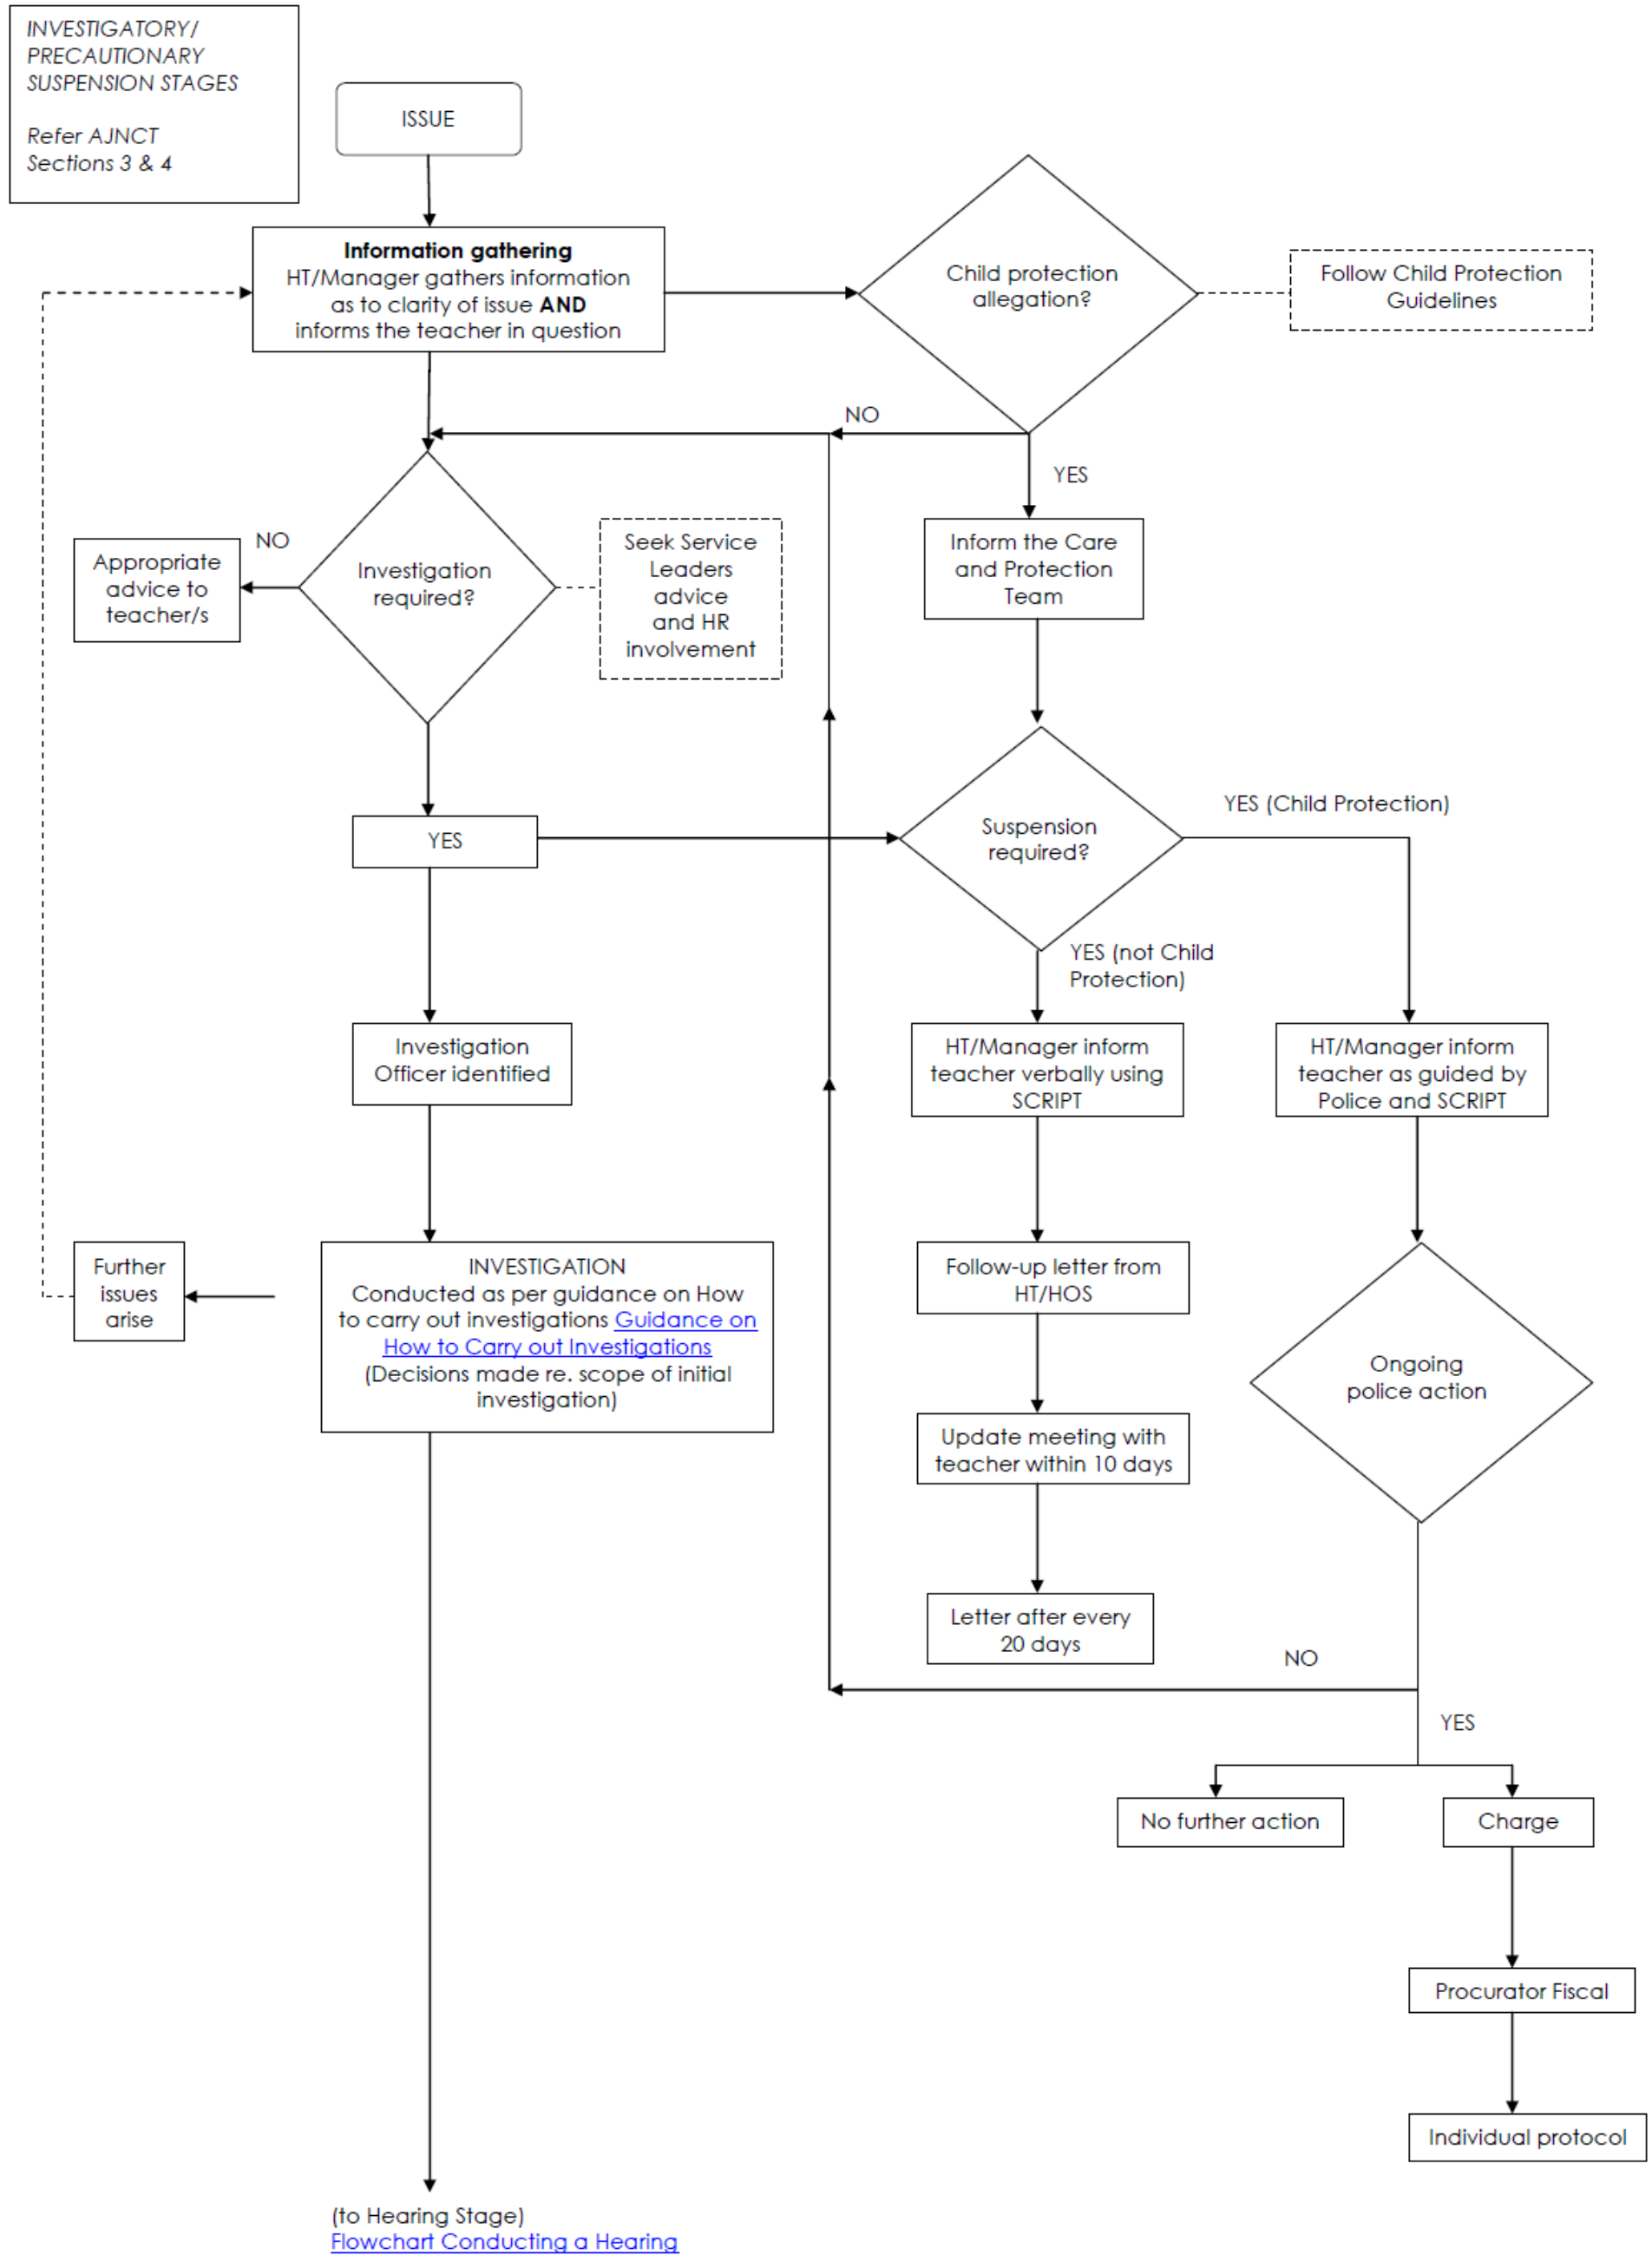 INVESTIGATORY/
PRECAUTIONARY
SUSPENSION STAGES
Refer AJNCT
Sections 3 & 4
ISSUE
Information gathering
HT/Manager gathers information
as to clarity of issue AND
informs the teacher in question
Child protection
allegation?
Follow Child Protection
Guidelines
NO
YES
NO
Appropriate
advice to
teacher/s
Investigation
required?
Seek Service
Leaders
advice
and HR
involvement
Inform the Care
and Protection
Team
YES
Suspension
required?
YES (Child Protection)
YES (not Child
Protection)
Investigation
Officer identified
HT/Manager inform
teacher verbally using
SCRIPT
HT/Manager inform
teacher as guided by
Police and SCRIPT
Further
issues
arise
INVESTIGATION
Conducted as per guidance on How
to carry out investigations Guidance on
How to Carry out Investigations
(Decisions made re. scope of initial
investigation)
Follow-up letter from
HT/HOS
Ongoing
police action
Update meeting with
teacher within 10 days
Letter after every
20 days
NO
YES
No further action
Charge
Procurator Fiscal
Individual protocol
(to Hearing Stage)
Flowchart Conducting a Hearing